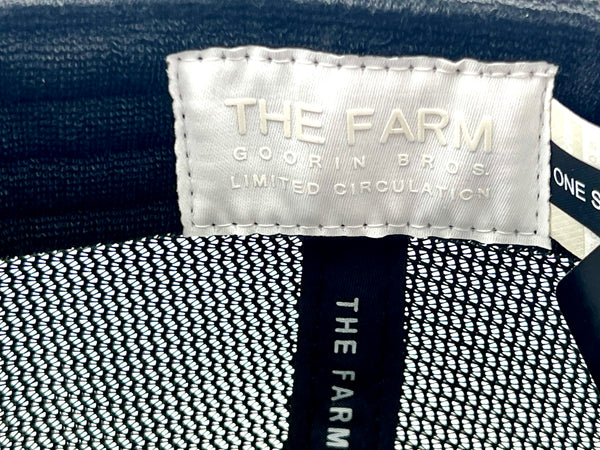 THE FARM
GOORIN BROS.
LIMITED CIRCULATION
ONE S
THE FARM